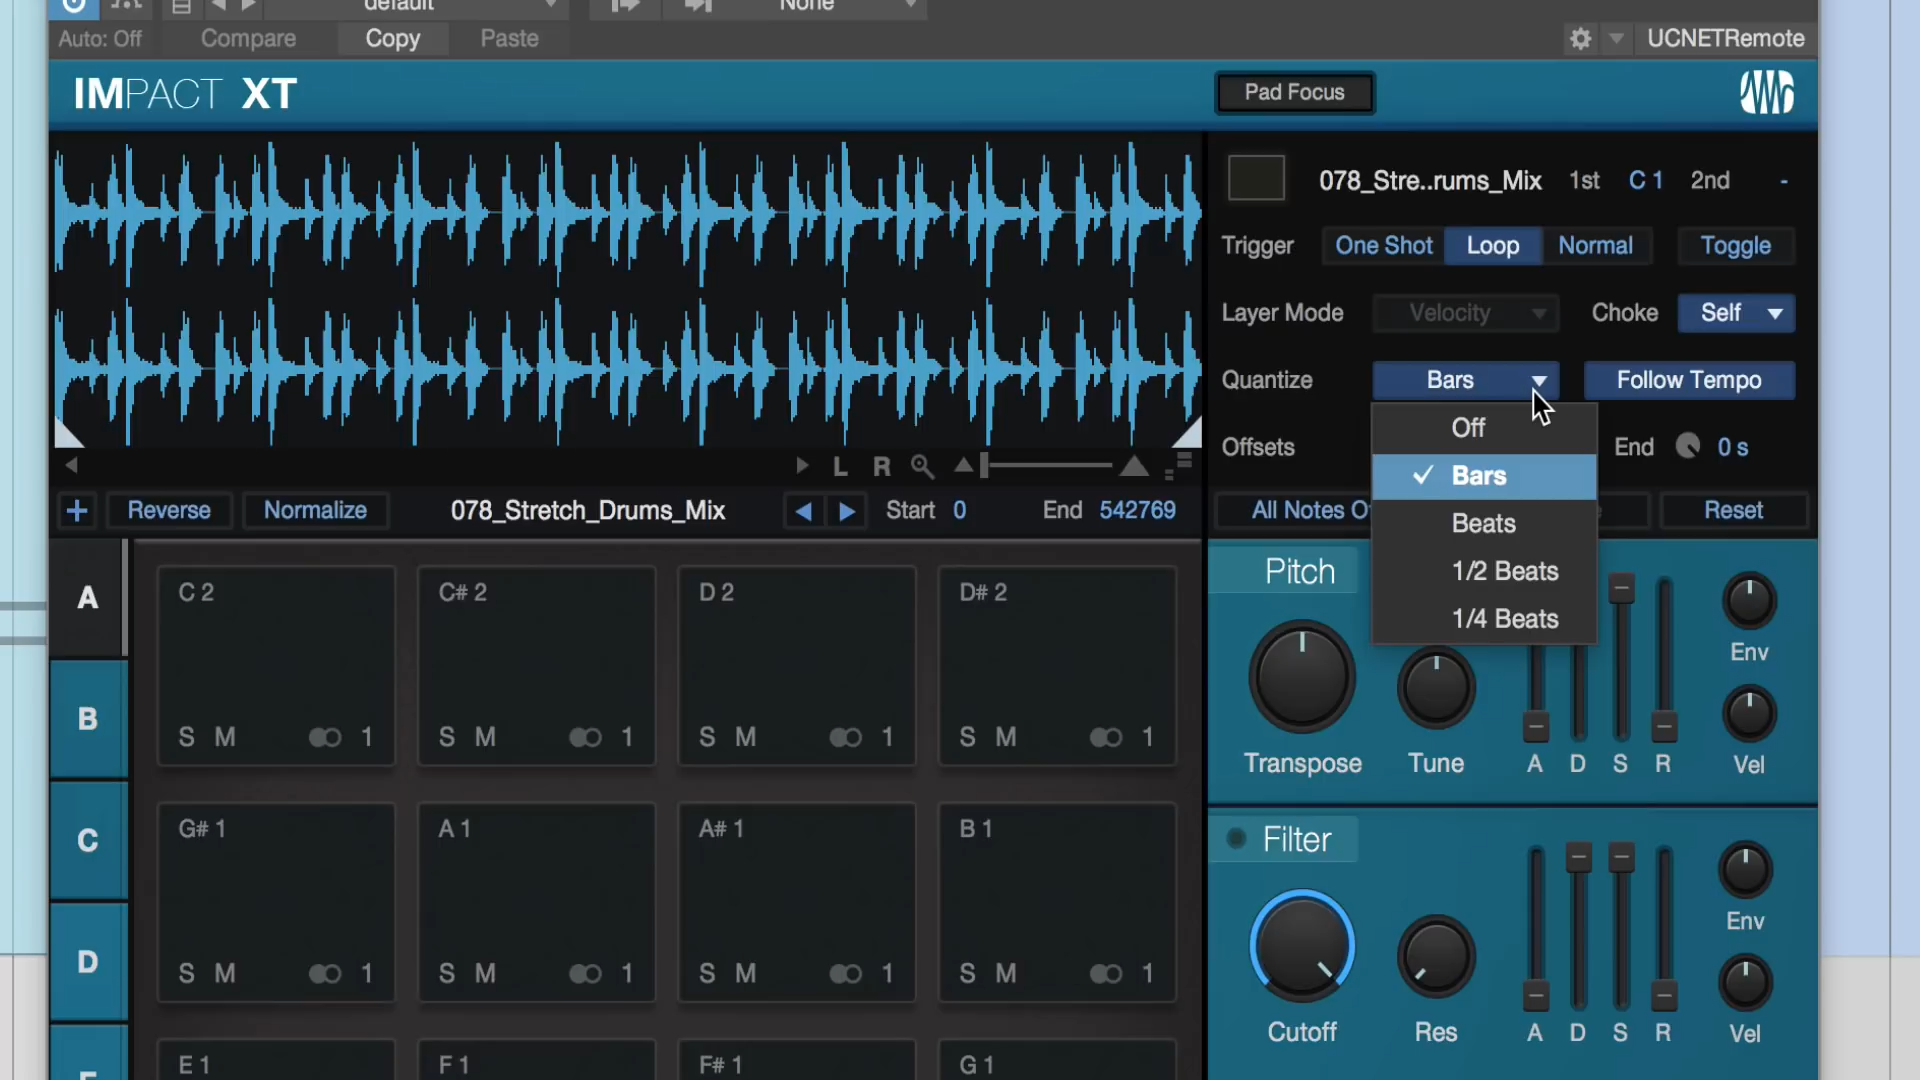 default
None
Auto: Off
Compare
Copy
Paste
UCNETRemote
IMPACT XT
Pad Focus
078_Stre..rums_Mix 1st C 1 2nd -
Trigger One Shot Loop Normal Toggle
Layer Mode Velocity Choke Self
Quantize Bars Follow Tempo
Off
Bars
Beats
1/2 Beats
1/4 Beats
Offsets
End 0 s
L R
+ Reverse Normalize 078_Stretch_Drums_Mix Start 0 End 542769
All Notes
Reset
A
B
C
D
C 2
S M 1
C# 2
S M 1
D 2
S M 1
D# 2
S M 1
G# 1
S M 1
A 1
S M 1
A# 1
S M 1
B 1
S M 1
E 1
F 1
F# 1
G 1
Pitch
Transpose
Tune
A D S R
Env
Vel
Filter
Cutoff
Res
A D S R
Env
Vel